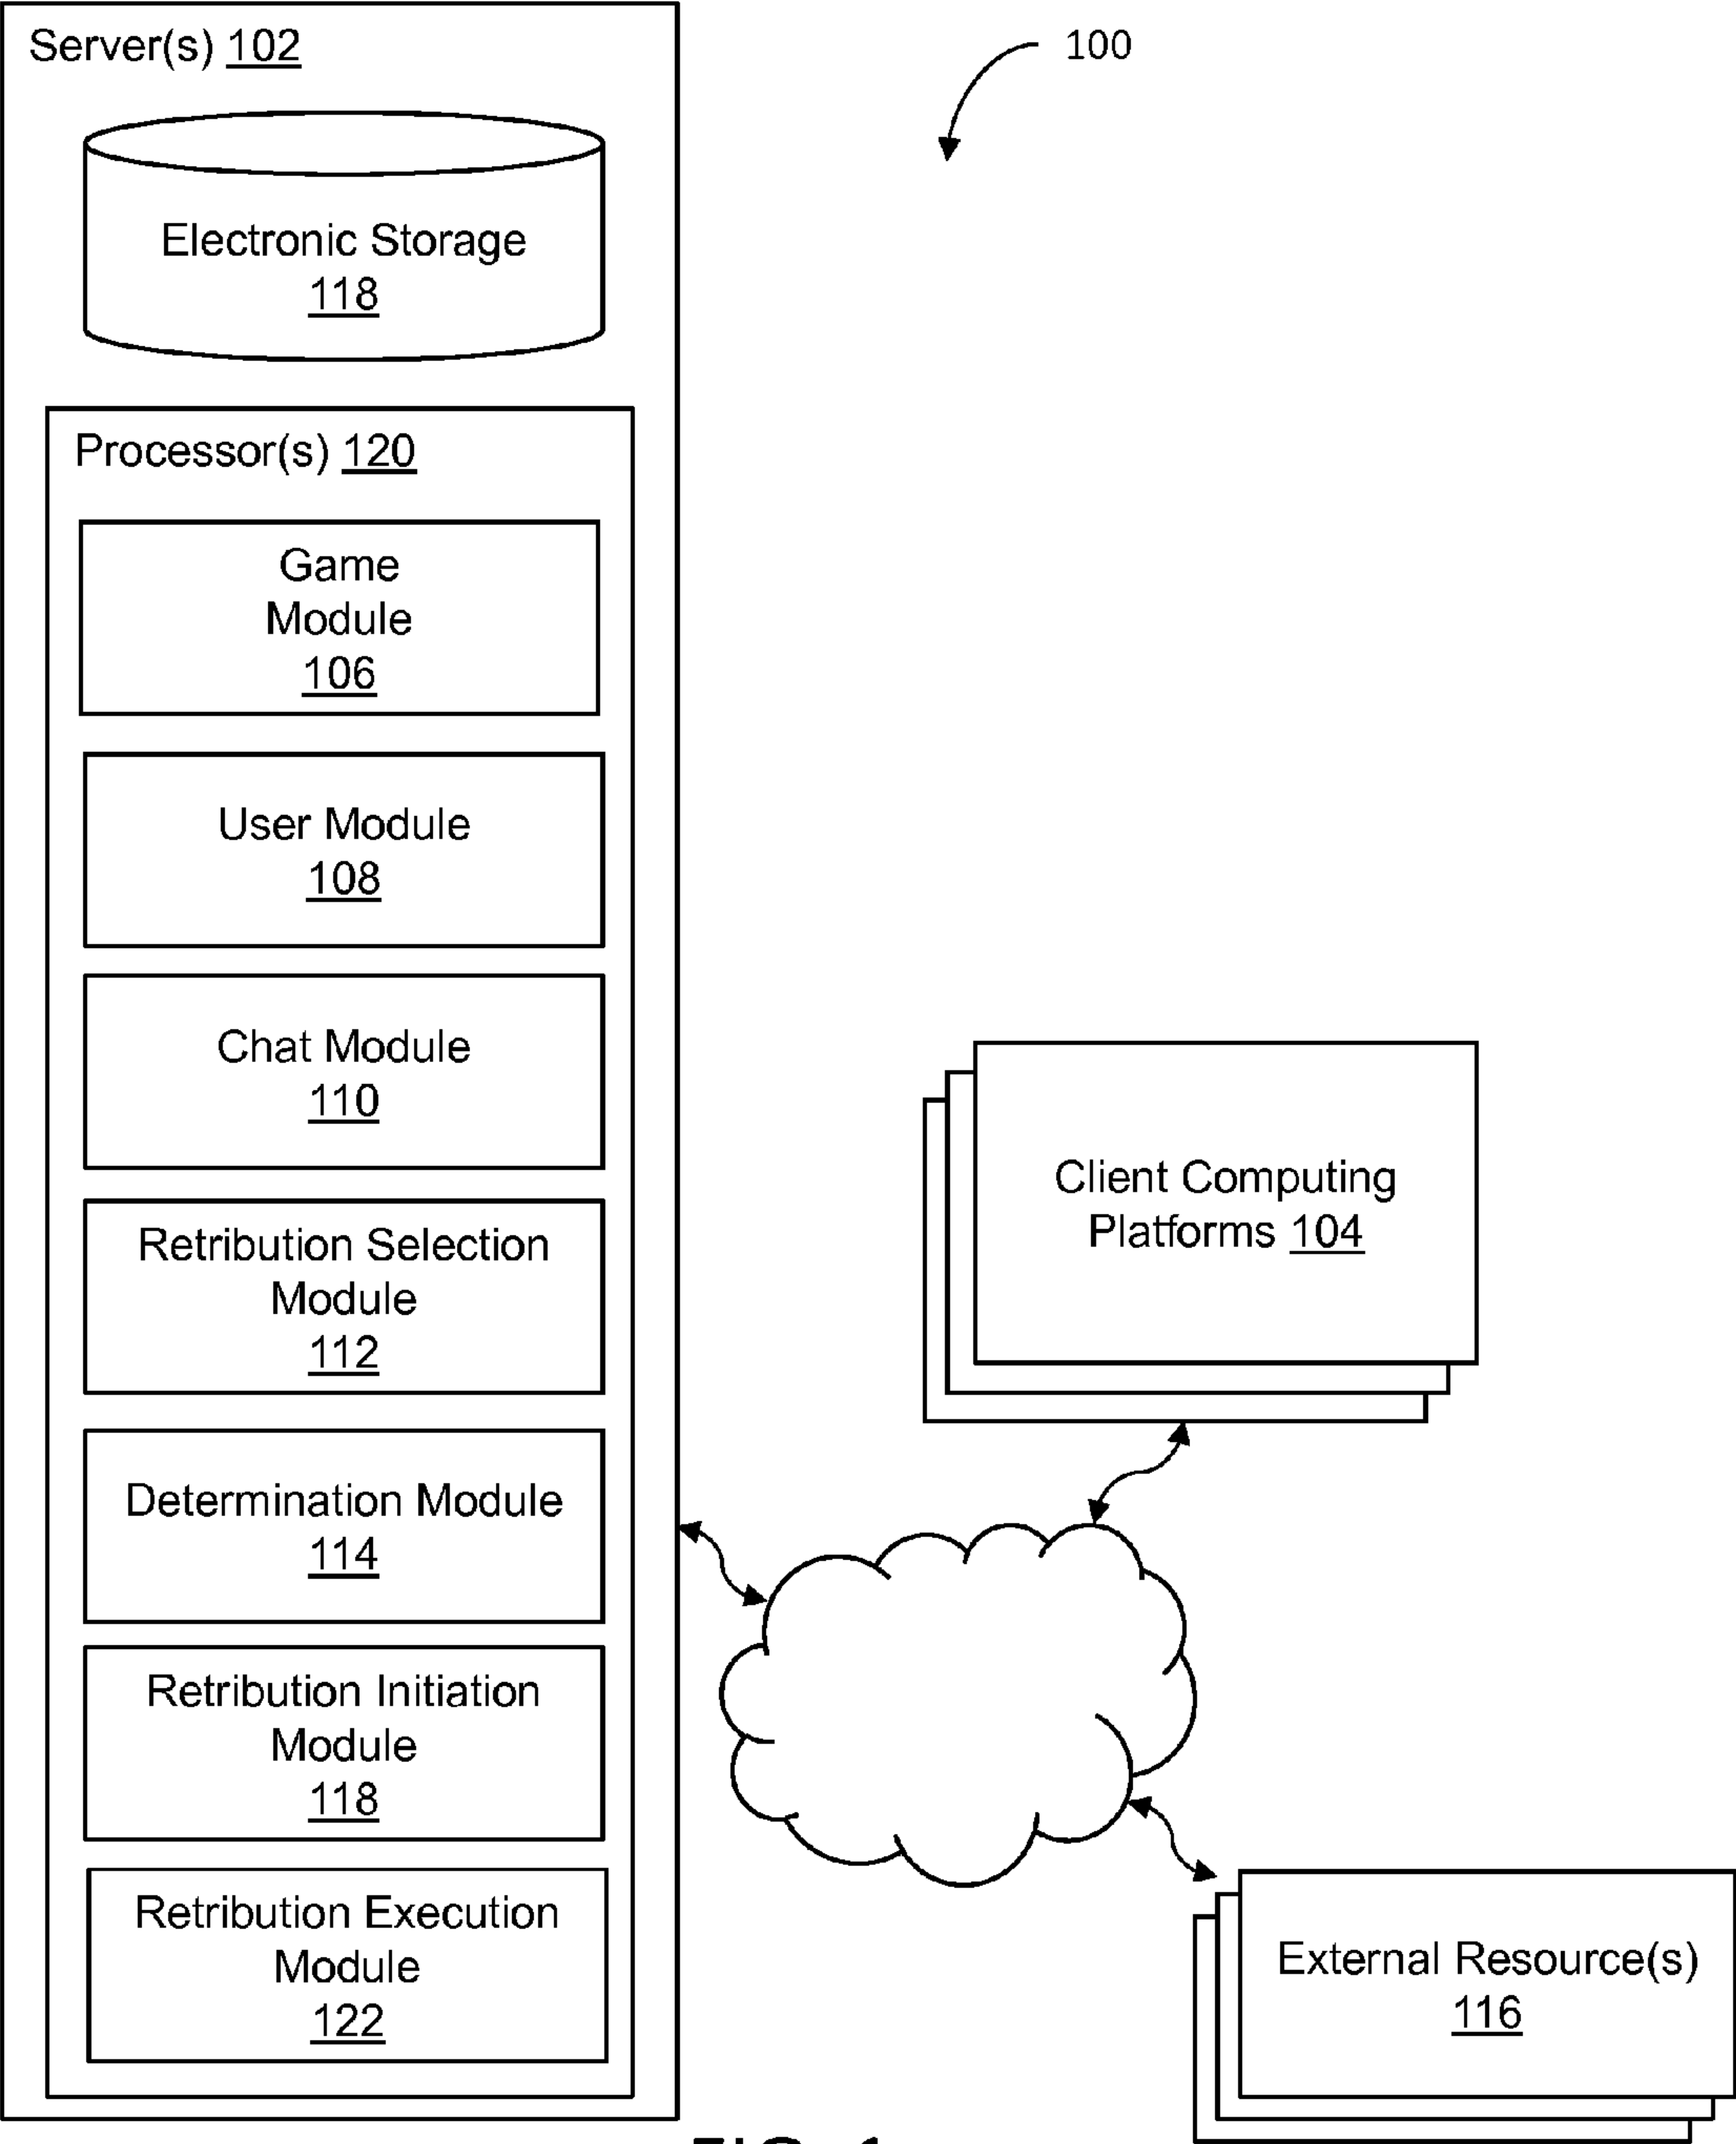 Server(s) 102
100
Electronic Storage
118
Processor(s) 120
Game
Module
106
User Module
108
Chat Module
110
Retribution Selection
Module
112
Determination Module
114
Retribution Initiation
Module
118
Retribution Execution
Module
122
Client Computing
Platforms 104
External Resource(s)
116